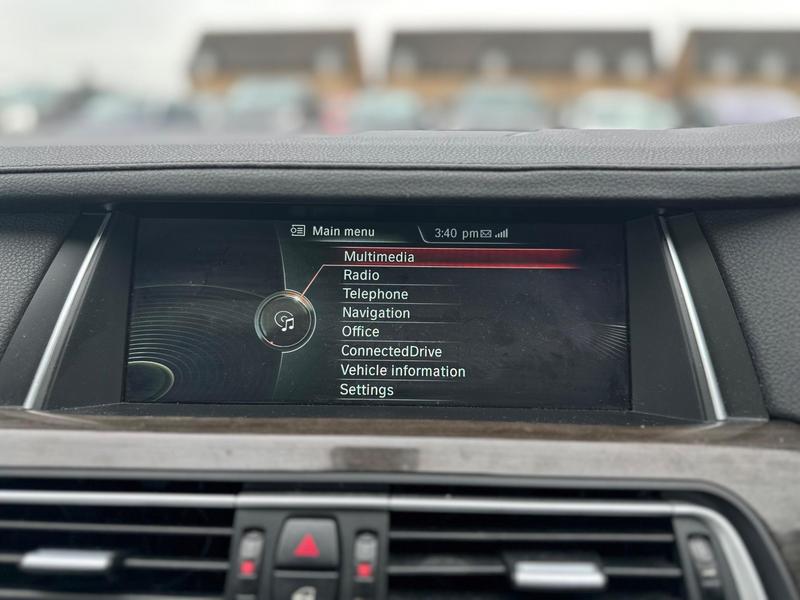 Main menu 3:40 pm
Multimedia
Radio
Telephone
Navigation
Office
ConnectedDrive
Vehicle information
Settings